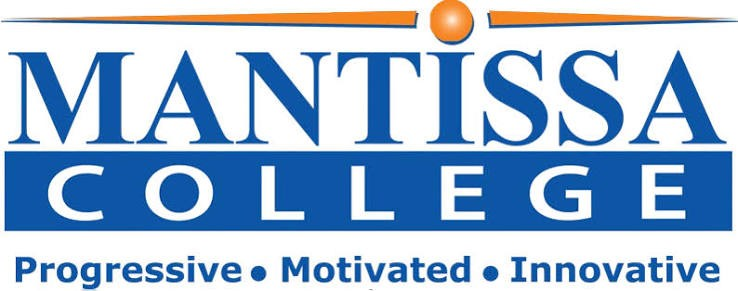 MANTiSSA
COLLEGE
Progressive • Motivated • Innovative